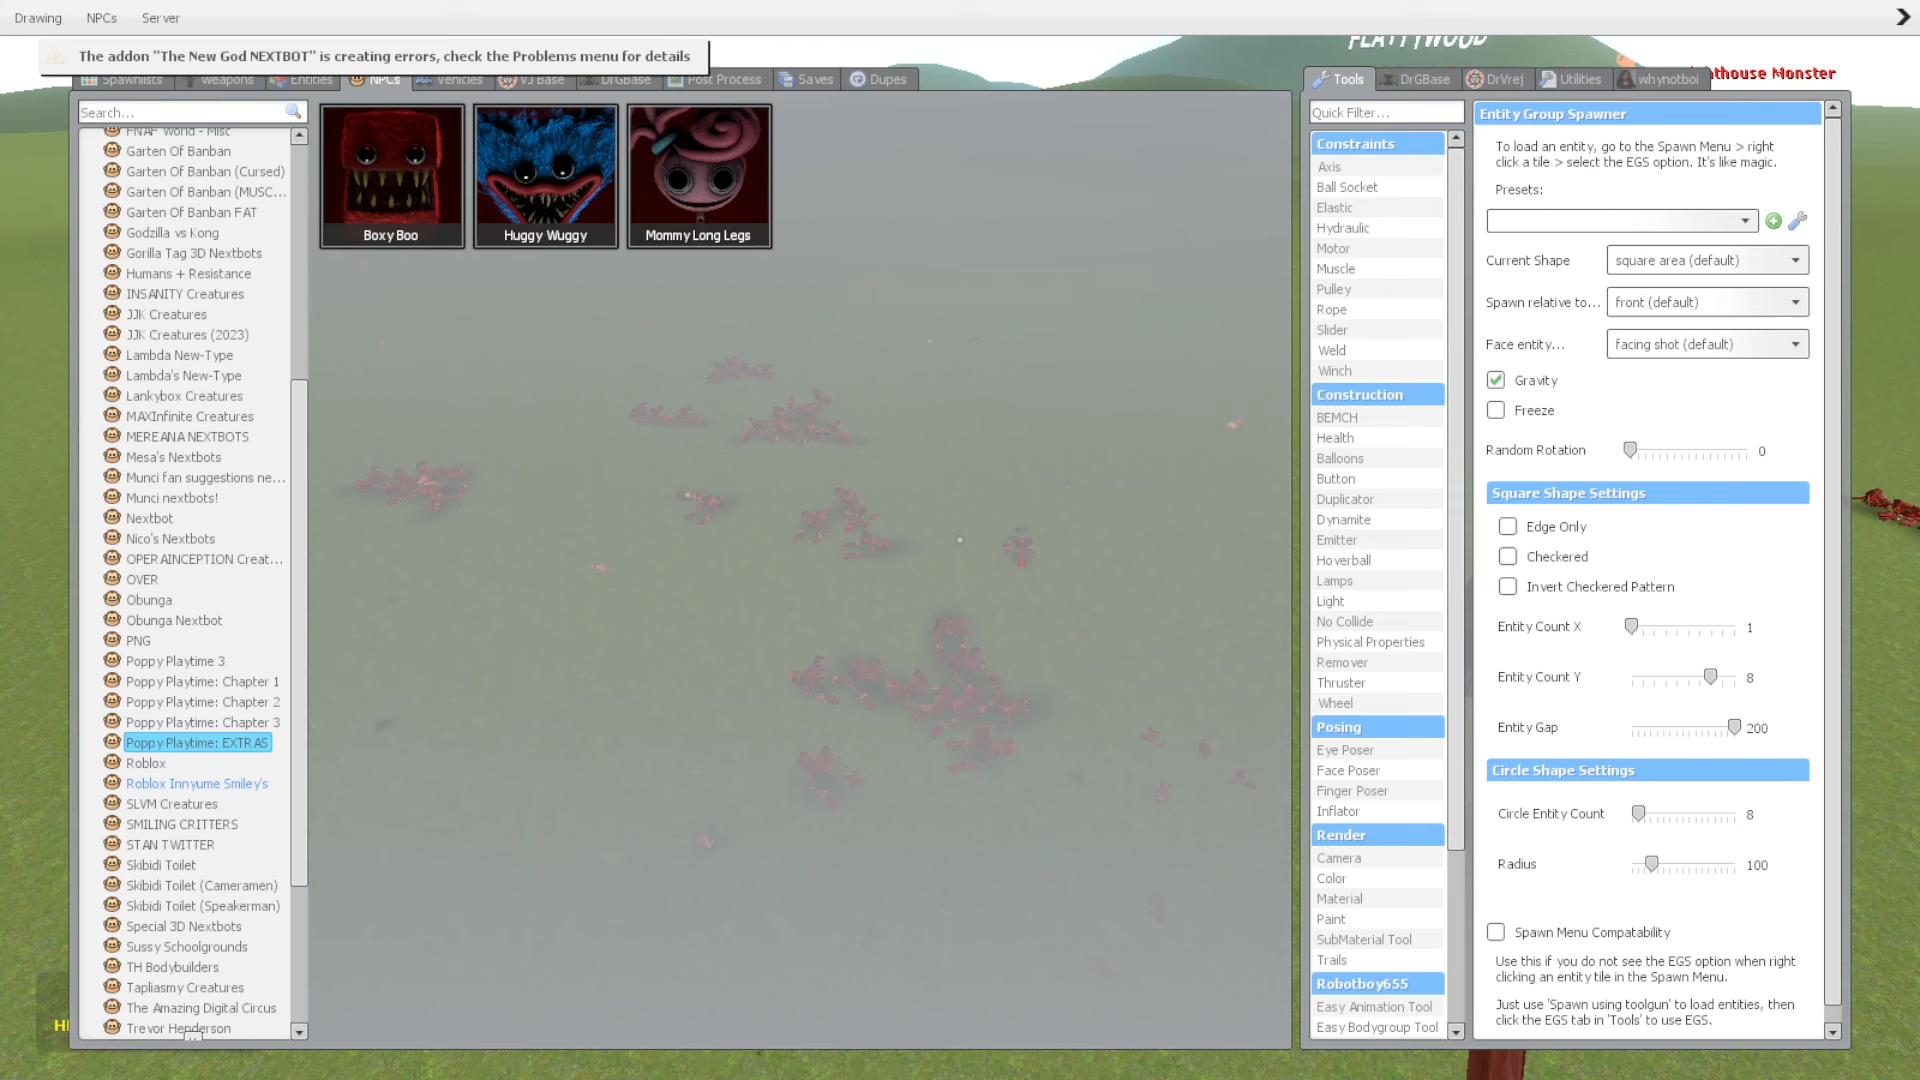 Drawing NPCs Server
FLATTYWOOD
The addon "The New God NEXTBOT" is creating errors, check the Problems menu for details
hthouse Monster
Spawnlists Weapons Entities NPCs Vehicles VJ Base DrGBase Post Process Saves Dupes
Search...
FNAF World - Misc
Garten Of Banban
Garten Of Banban (Cursed)
Garten Of Banban (MUSC...
Garten Of Banban FAT
Godzilla vs Kong
Gorilla Tag 3D Nextbots
Humans + Resistance
INSANITY Creatures
JJK Creatures
JJK Creatures (2023)
Lambda New-Type
Lambda's New-Type
Lankybox Creatures
MAXInfinite Creatures
MEREANA NEXTBOTS
Mesa's Nextbots
Munci fan suggestions ne...
Munci nextbots!
Nextbot
Nico's Nextbots
OPERAINCEPTION Creat...
OVER
Obunga
Obunga Nextbot
PNG
Poppy Playtime 3
Poppy Playtime: Chapter 1
Poppy Playtime: Chapter 2
Poppy Playtime: Chapter 3
Poppy Playtime: EXTRAS
Roblox
Roblox Innyume Smiley's
SLVM Creatures
SMILING CRITTERS
STAN TWITTER
Skibidi Toilet
Skibidi Toilet (Cameramen)
Skibidi Toilet (Speakerman)
Special 3D Nextbots
Sussy Schoolgrounds
TH Bodybuilders
Tapliasmy Creatures
The Amazing Digital Circus
Trevor Henderson
Boxy Boo
Huggy Wuggy
Mommy Long Legs
Tools DrGBase DrVrej Utilities whynotboi
Quick Filter...
Constraints
Axis
Ball Socket
Elastic
Hydraulic
Motor
Muscle
Pulley
Rope
Slider
Weld
Winch
Construction
BEMCH
Health
Balloons
Button
Duplicator
Dynamite
Emitter
Hoverball
Lamps
Light
No Collide
Physical Properties
Remover
Thruster
Wheel
Posing
Eye Poser
Face Poser
Finger Poser
Inflator
Render
Camera
Color
Material
Paint
SubMaterial Tool
Trails
Robotboy655
Easy Animation Tool
Easy Bodygroup Tool
Entity Group Spawner
To load an entity, go to the Spawn Menu > right
click a tile > select the EGS option. It's like magic.
Presets:
Current Shape square area (default)
Spawn relative to... front (default)
Face entity... facing shot (default)
Gravity
Freeze
Random Rotation 0
Square Shape Settings
Edge Only
Checkered
Invert Checkered Pattern
Entity Count X 1
Entity Count Y 8
Entity Gap 200
Circle Shape Settings
Circle Entity Count 8
Radius 100
Spawn Menu Compatability
Use this if you do not see the EGS option when right
clicking an entity tile in the Spawn Menu.
Just use 'Spawn using toolgun' to load entities, then
click the EGS tab in 'Tools' to use EGS.